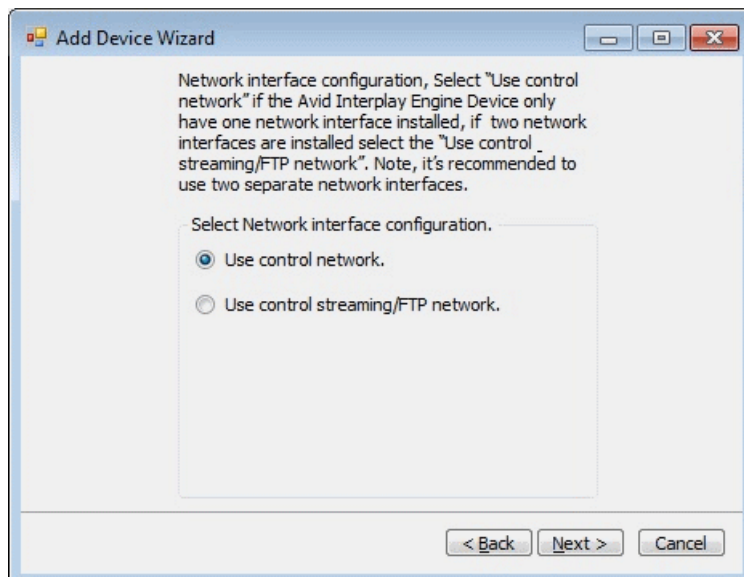 Add Device Wizard
Network interface configuration, Select “Use control
network” if the Avid Interplay Engine Device only
have one network interface installed, if two network
interfaces are installed select the “Use control _
streaming/FTP network”. Note, it's recommended to
use two separate network interfaces.
Select Network interface configuration.
Use control network.
Use control streaming/FTP network.
< Back Next > Cancel